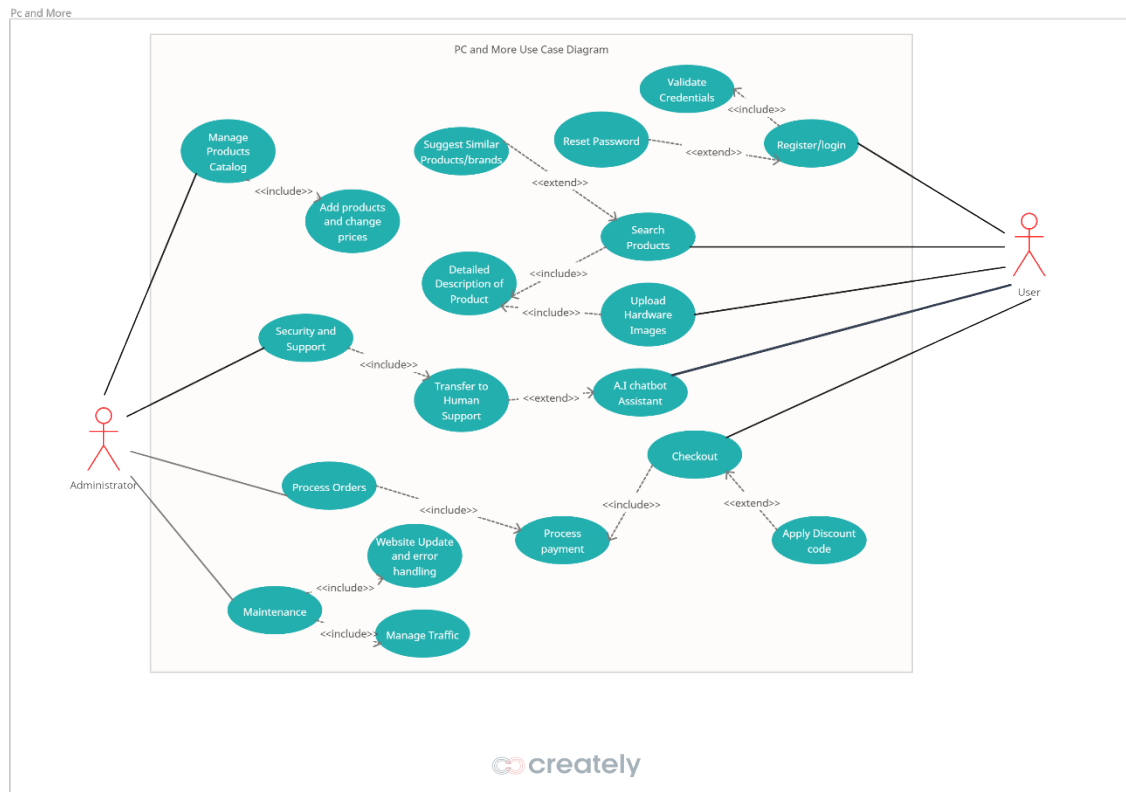 Pc and More
PC and More Use Case Diagram
Validate
Credentials
<<include>>
Manage
Products
Catalog
Suggest Similar
Products/brands
Reset Password
Register/login
<<extend>>
<<extend>>
<<include>>
Add products
and change
prices
Search
Products
User
Detailed
Description of
Product
<<include>>
Upload
Hardware
Images
<<include>>
Security and
Support
<<include>>
Transfer to
Human
Support
<<extend>>
A.I chatbot
Assistant
Administrator
Checkout
Process Orders
<<include>>
<<include>>
<<extend>>
Process
payment
Apply Discount
code
Website Update
and error
handling
<<include>>
Maintenance
<<include>>
Manage Traffic
creately